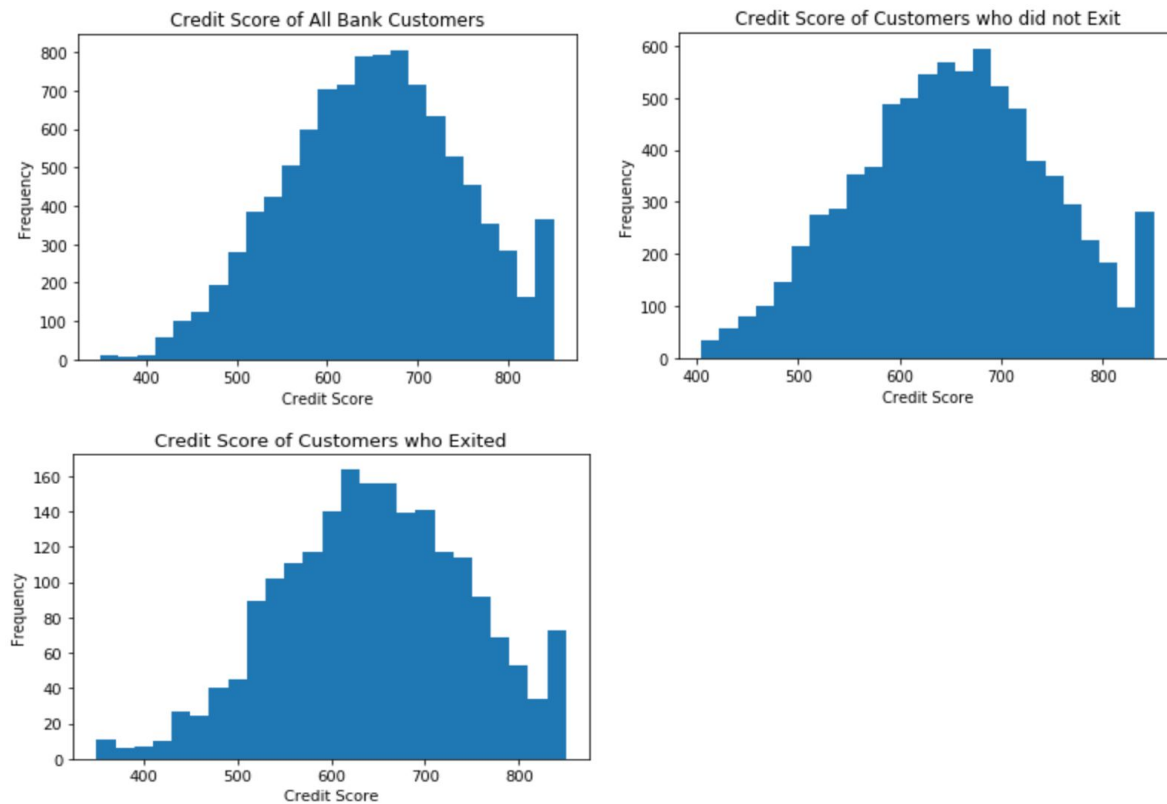 Credit Score of All Bank Customers
800
700
600
500
400
300
200
100
0
Frequency
400 500 600 700 800
Credit Score
Credit Score of Customers who did not Exit
600
500
400
300
200
100
0
Frequency
400 500 600 700 800
Credit Score
Credit Score of Customers who Exited
160
140
120
100
80
60
40
20
0
Frequency
400 500 600 700 800
Credit Score